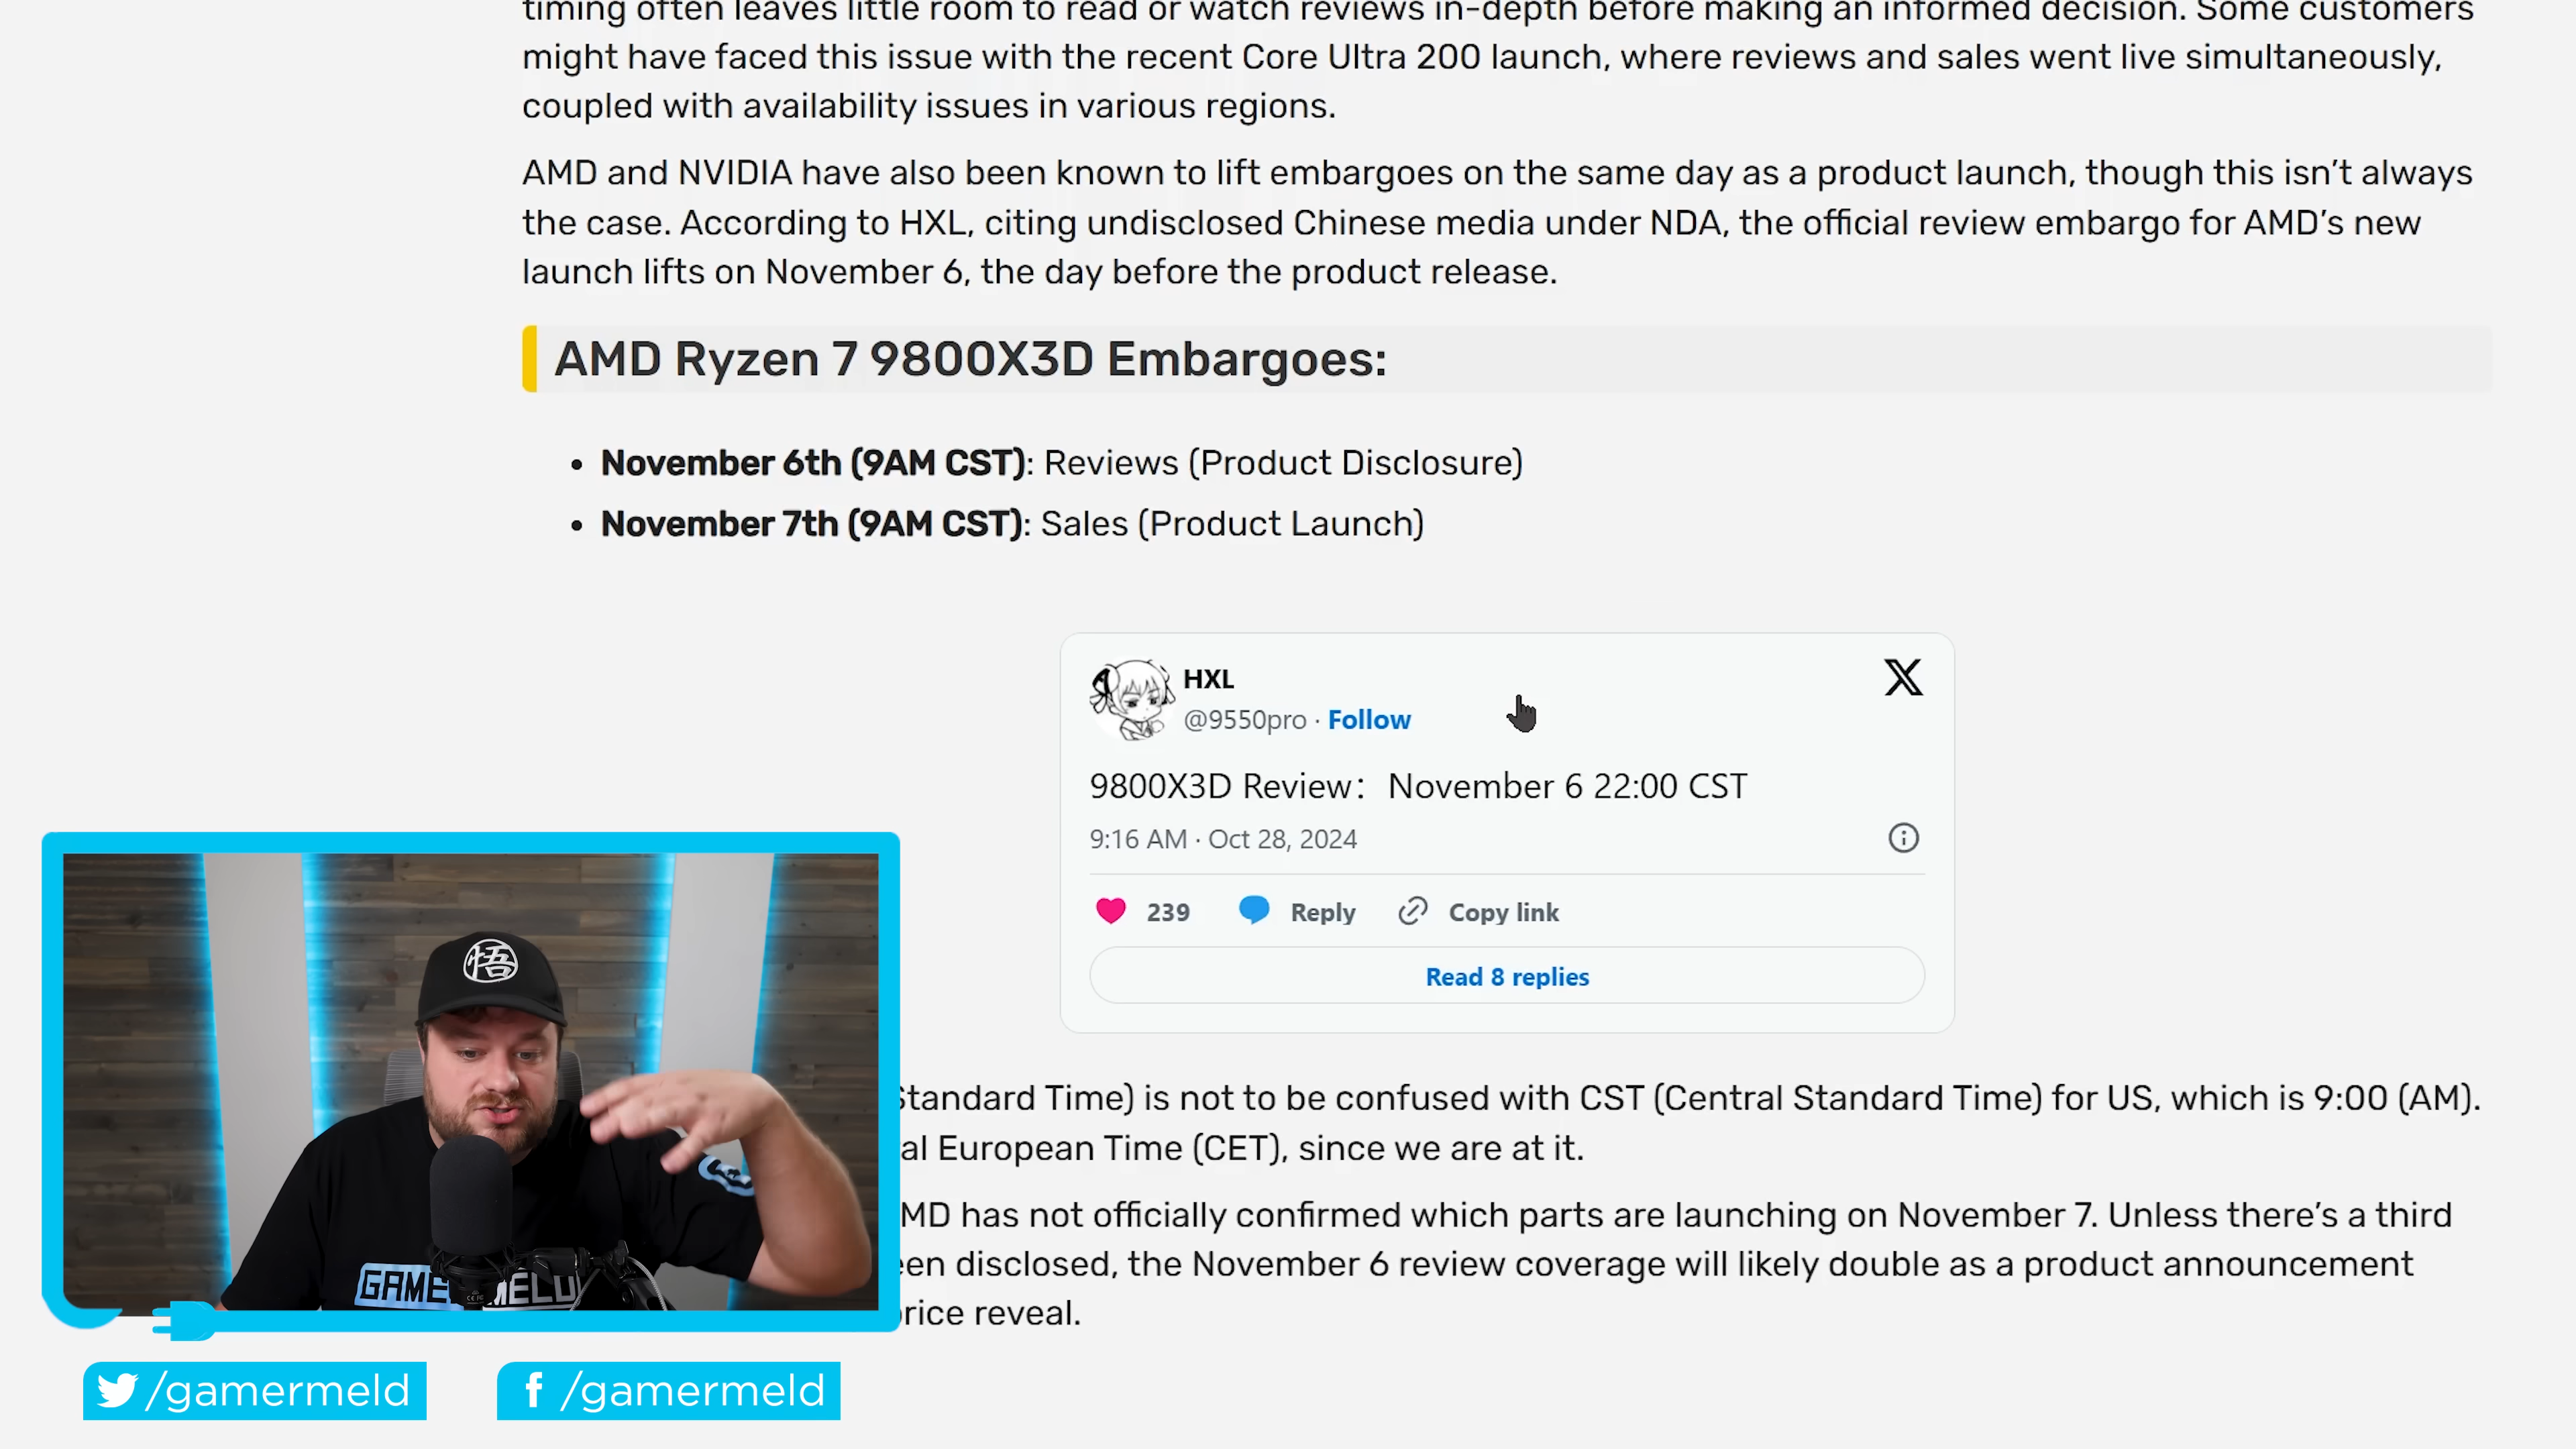 timing often leaves little room to read or watch reviews in-depth before making an informed decision. Some customers
might have faced this issue with the recent Core Ultra 200 launch, where reviews and sales went live simultaneously,
coupled with availability issues in various regions.
AMD and NVIDIA have also been known to lift embargoes on the same day as a product launch, though this isn't always
the case. According to HXL, citing undisclosed Chinese media under NDA, the official review embargo for AMD's new
launch lifts on November 6, the day before the product release.
AMD Ryzen 7 9800X3D Embargoes:
• November 6th (9AM CST): Reviews (Product Disclosure)
• November 7th (9AM CST): Sales (Product Launch)
HXL
@9550pro · Follow
9800X3D Review： November 6 22:00 CST
9:16 AM · Oct 28, 2024
239 Reply Copy link
Read 8 replies
Standard Time) is not to be confused with CST (Central Standard Time) for US, which is 9:00 (AM).
al European Time (CET), since we are at it.
MD has not officially confirmed which parts are launching on November 7. Unless there's a third
een disclosed, the November 6 review coverage will likely double as a product announcement
price reveal.
悟
GAME MELD
/gamermeld
f /gamermeld